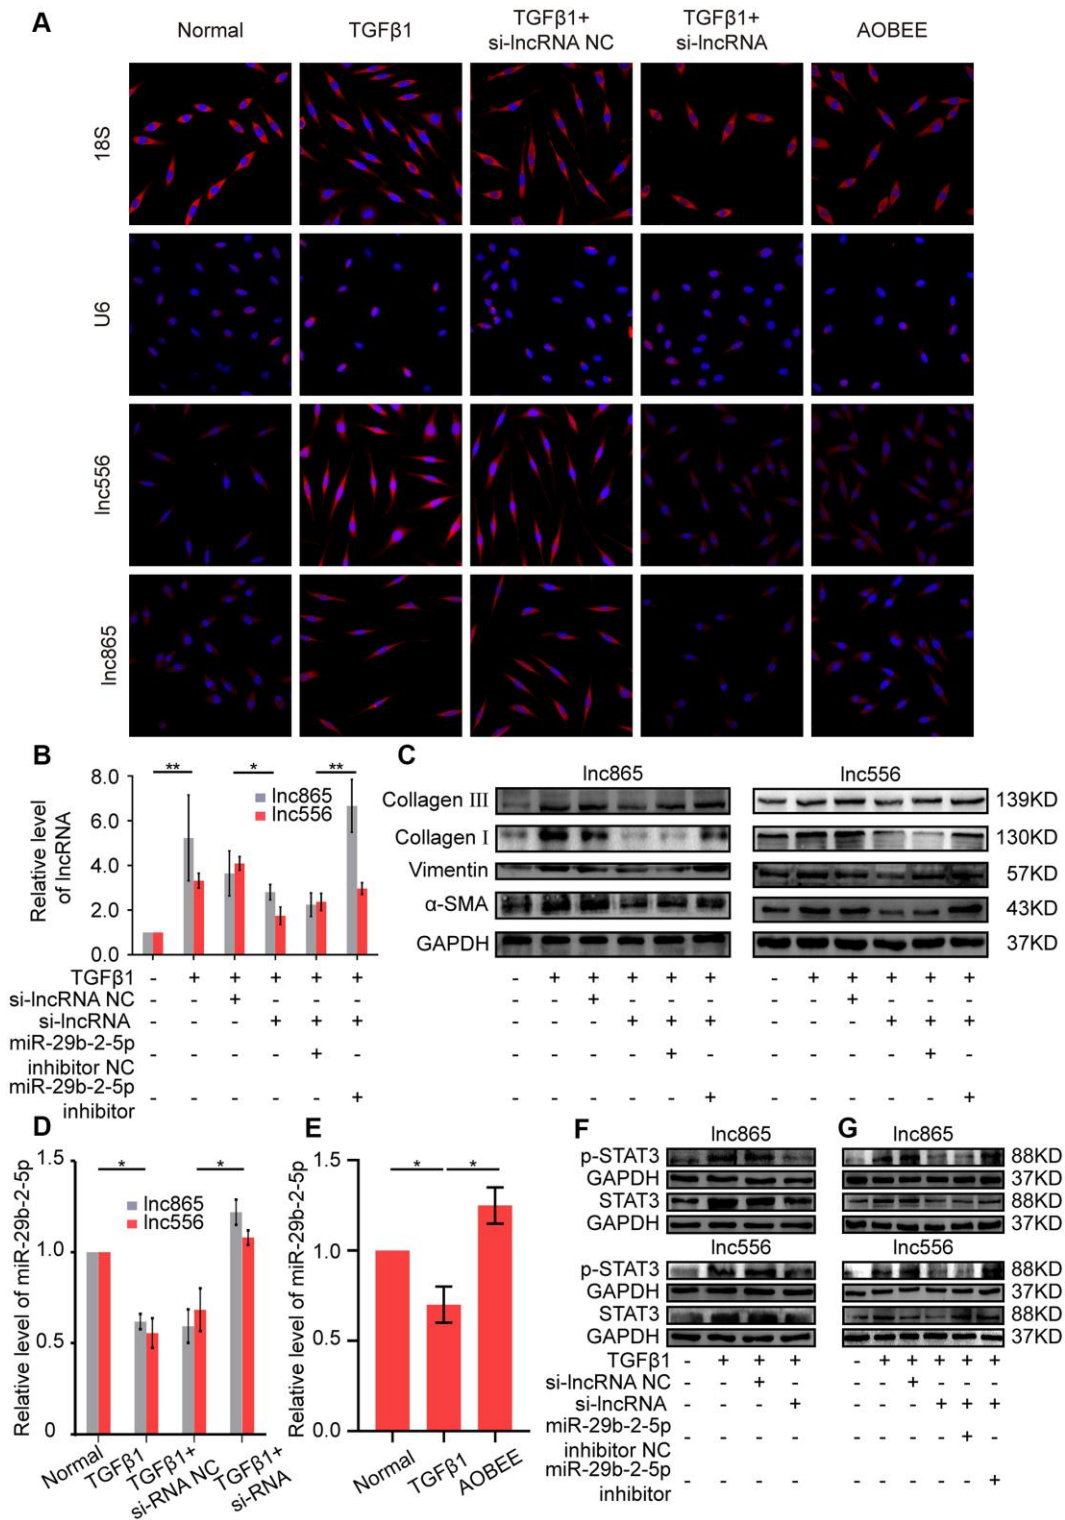 A
Normal
TGFβ1
TGFβ1+
si-lncRNA NC
TGFβ1+
si-lncRNA
AOBEE
18S
U6
lnc556
lnc865
B
Relative level
of lncRNA
8.0
6.0
4.0
2.0
0.0
** * **
lnc865
lnc556
TGFβ1 - + + + + +
si-lncRNA NC - - + - - -
si-lncRNA - - - + + +
miR-29b-2-5p
inhibitor NC - - - - + -
miR-29b-2-5p
inhibitor - - - - - +
C
lnc865 lnc556
Collagen III 139KD
Collagen I 130KD
Vimentin 57KD
α-SMA 43KD
GAPDH 37KD
- + + + + + - + + + + +
- - + - - - - - + - - -
- - - + + + - - - + + +
- - - - + - - - - - + -
- - - - - + - - - - - +
D
Relative level of miR-29b-2-5p
1.5
1.0
0.5
0
* *
lnc865
lnc556
Normal
TGFβ1
TGFβ1+
si-RNA NC
TGFβ1+
si-RNA
E
Relative level of miR-29b-2-5p
1.5
1.0
0.5
0.0
* *
Normal
TGFβ1
AOBEE
F
lnc865
p-STAT3
GAPDH
STAT3
GAPDH
lnc556
p-STAT3
GAPDH
STAT3
GAPDH
TGFβ1 - + + +
si-lncRNA NC - - + -
si-lncRNA - - - +
miR-29b-2-5p
inhibitor NC - - - -
miR-29b-2-5p
inhibitor - - - -
G
lnc865
88KD
37KD
88KD
37KD
lnc556
88KD
37KD
88KD
37KD
- + + + + +
- - + - - -
- - - + + +
- - - - + -
- - - - - +